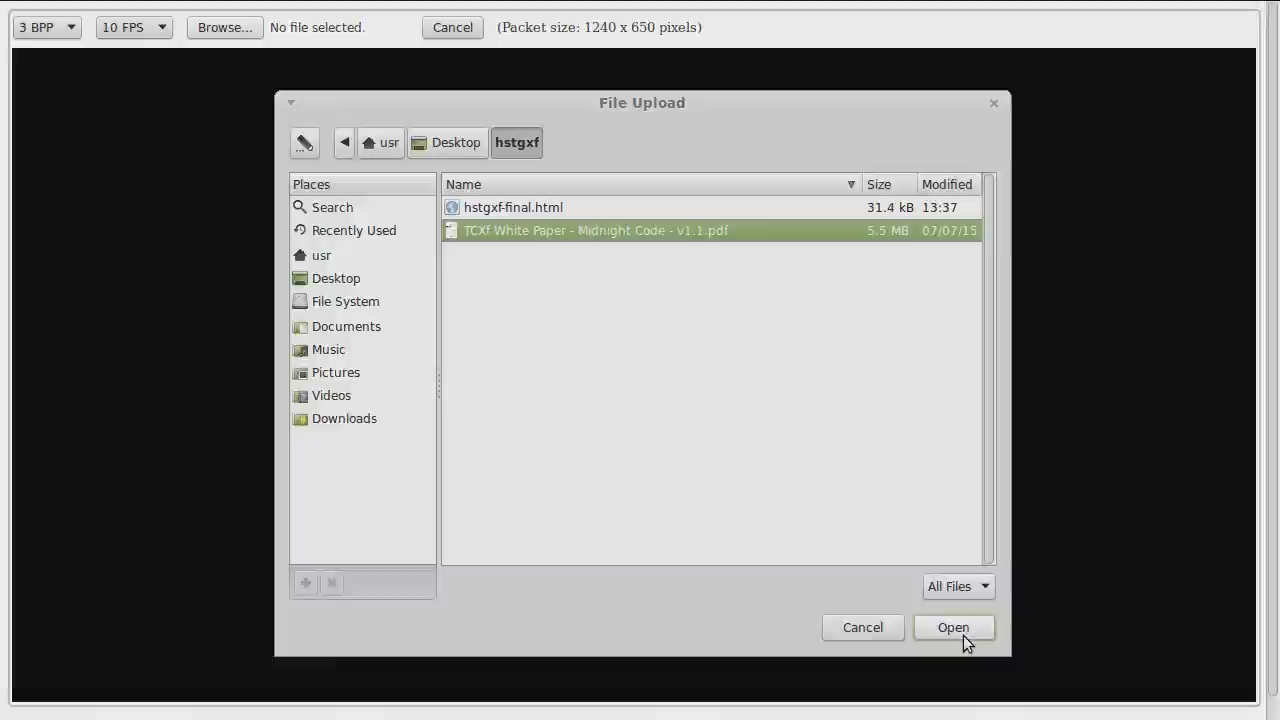 3 BPP 10 FPS Browse... No file selected. Cancel (Packet size: 1240 x 650 pixels)
File Upload
usr Desktop hstgxf
Places Name Size Modified
Search hstgxf-final.html 31.4 kB 13:37
Recently Used TCXf White Paper - Midnight Code - v1.1.pdf 5.5 MB 07/07/15
usr
Desktop
File System
Documents
Music
Pictures
Videos
Downloads
All Files
Cancel Open